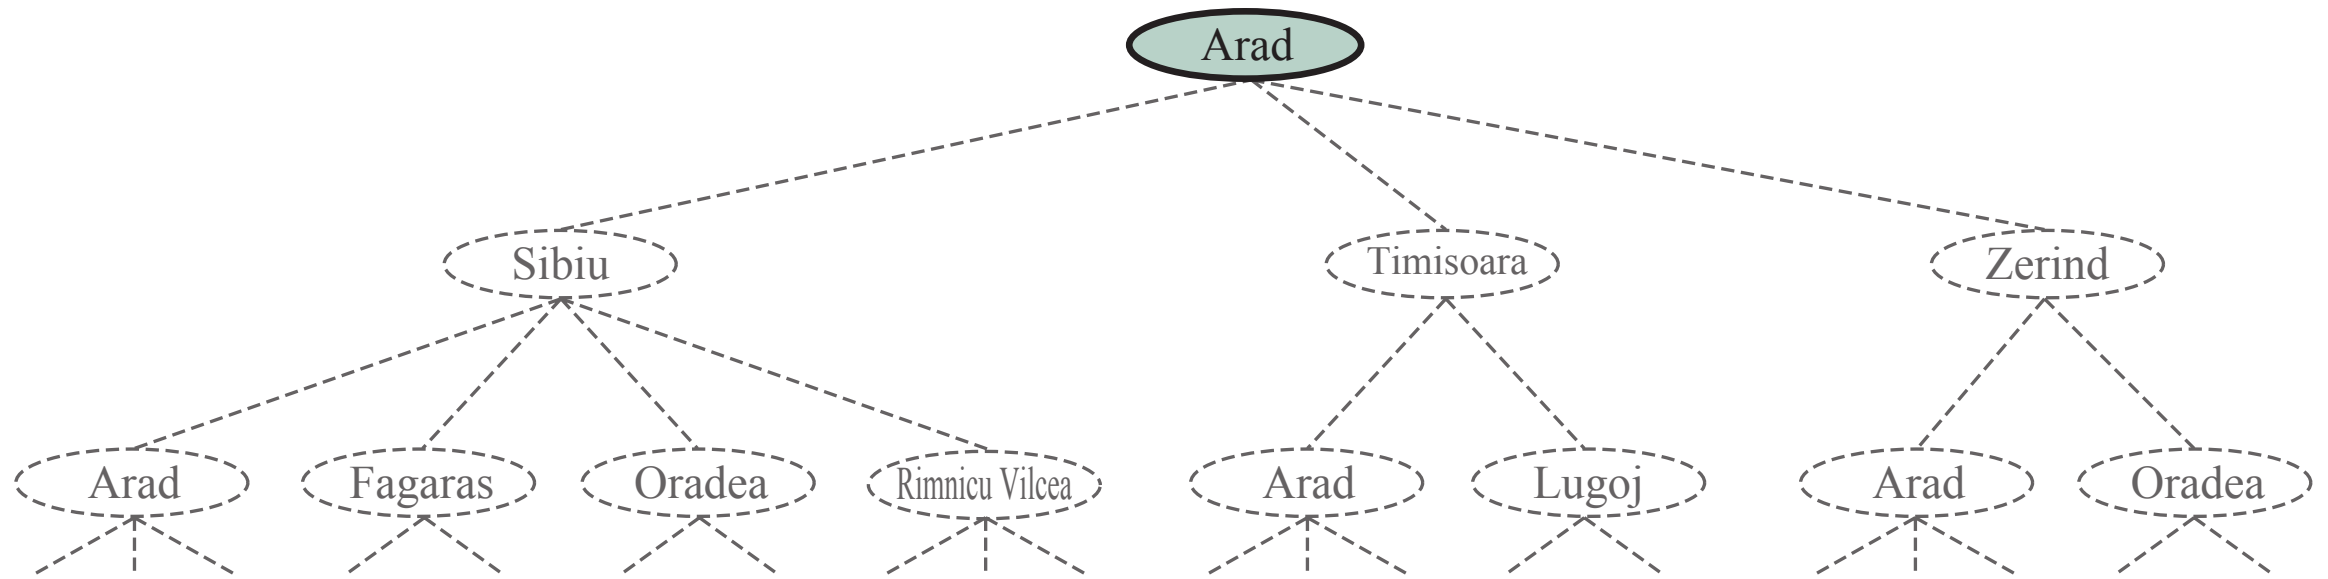 Arad
Sibiu
Timisoara
Zerind
Arad
Fagaras
Oradea
Rimnicu Vilcea
Arad
Lugoj
Arad
Oradea